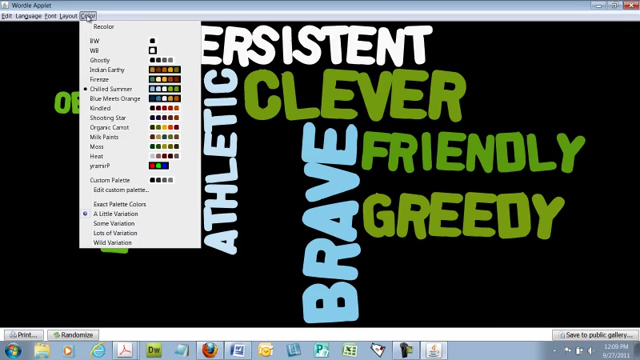 Wordle Applet
Edit Language Font Layout Color
Recolor
BW
WB
Ghostly
Indian Earthy
Firenze
Chilled Summer
Blue Meets Orange
Kindled
Shooting Star
Organic Carrot
Milk Paints
Moss
Heat
yramirP
Custom Palette
Edit custom palette...
Exact Palette Colors
A Little Variation
Some Variation
Lots of Variation
Wild Variation
ERSISTENT
CLEVER
ATHLETIC
BRAVE
FRIENDLY
GREEDY
Print...
Randomize
Save to public gallery...
12:09 PM
9/27/2011